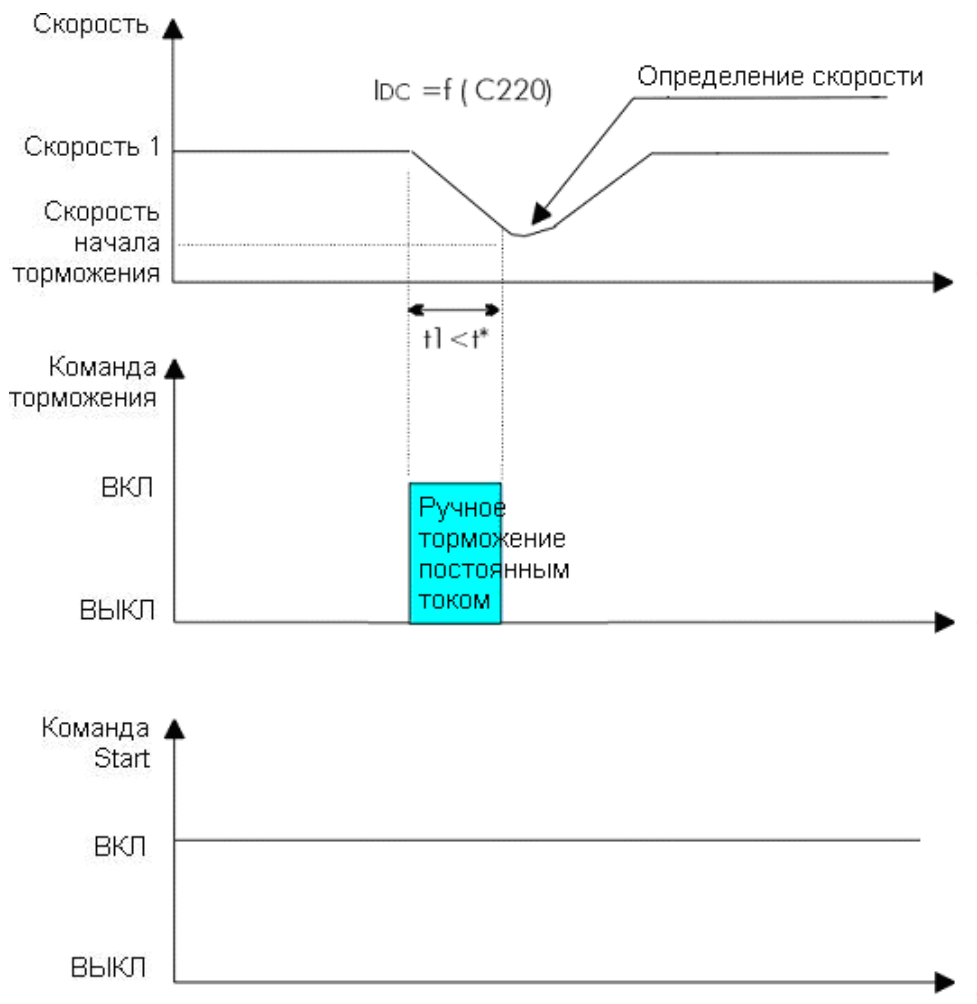 Скорость
IDC =f ( C220)
Определение скорости
Скорость 1
Скорость
начала
торможения
t1 <t*
Команда
торможения
ВКЛ
Ручное
торможение
постоянным
током
ВЫКЛ
Команда
Start
ВКЛ
ВЫКЛ